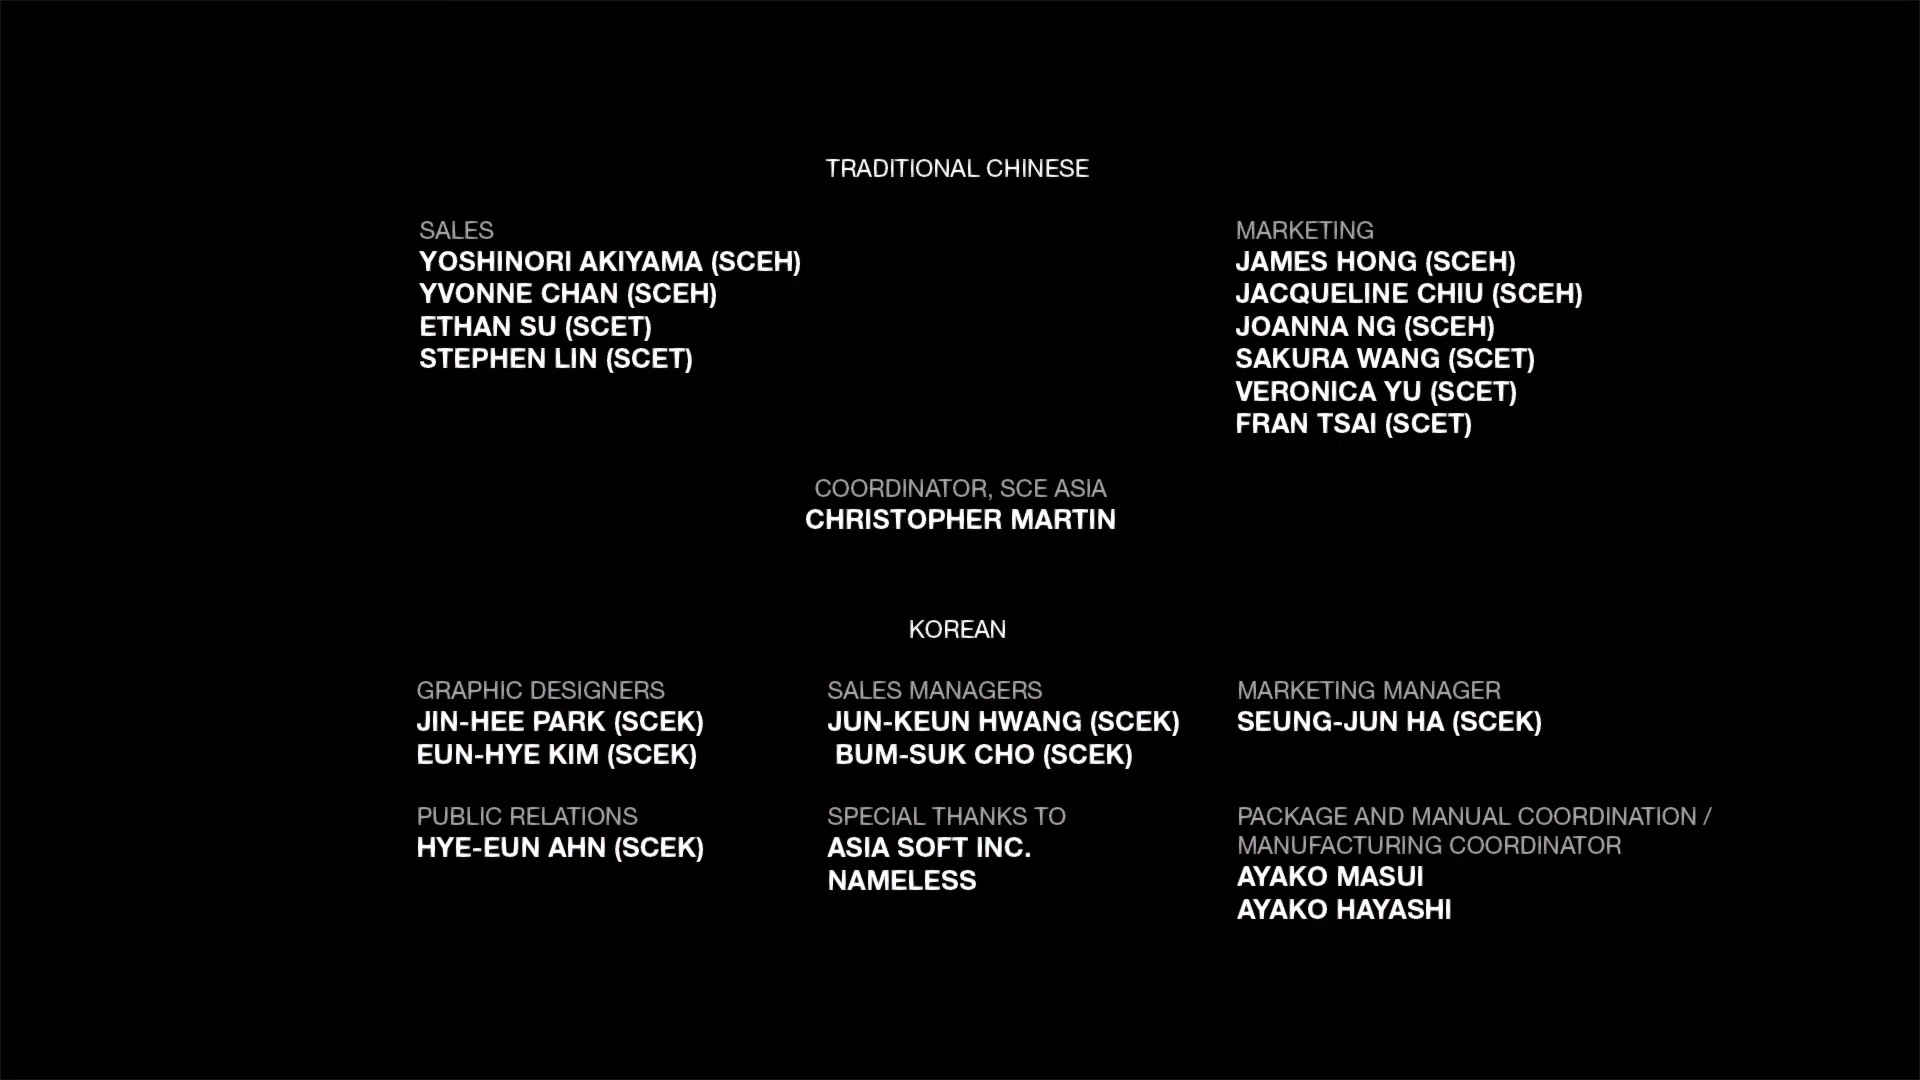 TRADITIONAL CHINESE
SALES
YOSHINORI AKIYAMA (SCEH)
YVONNE CHAN (SCEH)
ETHAN SU (SCET)
STEPHEN LIN (SCET)
MARKETING
JAMES HONG (SCEH)
JACQUELINE CHIU (SCEH)
JOANNA NG (SCEH)
SAKURA WANG (SCET)
VERONICA YU (SCET)
FRAN TSAI (SCET)
COORDINATOR, SCE ASIA
CHRISTOPHER MARTIN
KOREAN
GRAPHIC DESIGNERS
JIN-HEE PARK (SCEK)
EUN-HYE KIM (SCEK)
SALES MANAGERS
JUN-KEUN HWANG (SCEK)
BUM-SUK CHO (SCEK)
MARKETING MANAGER
SEUNG-JUN HA (SCEK)
PUBLIC RELATIONS
HYE-EUN AHN (SCEK)
SPECIAL THANKS TO
ASIA SOFT INC.
NAMELESS
PACKAGE AND MANUAL COORDINATION /
MANUFACTURING COORDINATOR
AYAKO MASUI
AYAKO HAYASHI